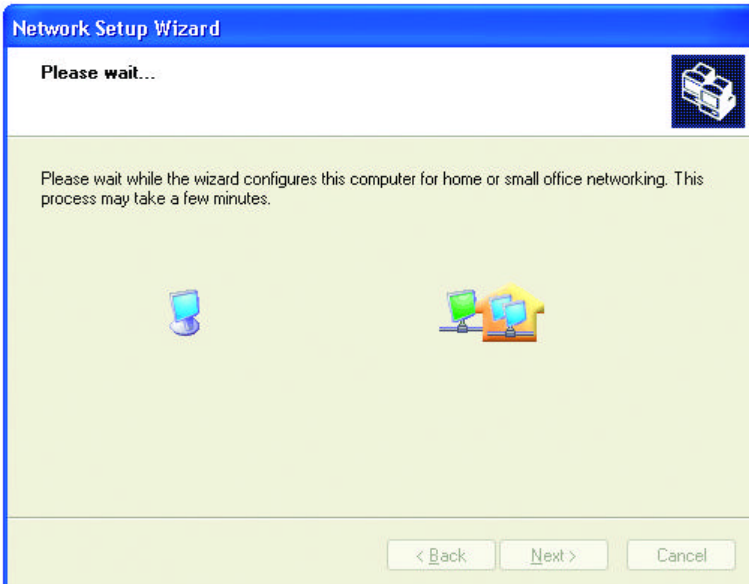 Network Setup Wizard
Please wait...
Please wait while the wizard configures this computer for home or small office networking. This
process may take a few minutes.
< Back
Next >
Cancel